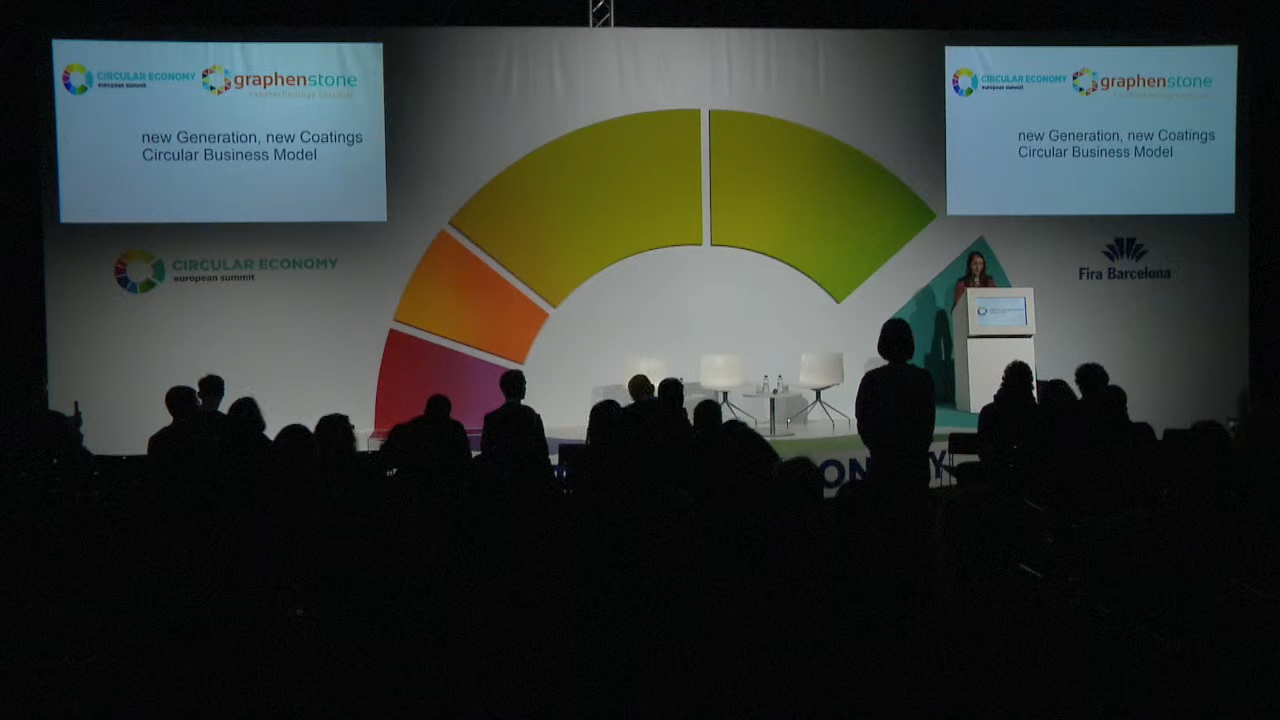 CIRCULAR ECONOMY
european summit
graphenstone
new Generation, new Coatings
Circular Business Model
CIRCULAR ECONOMY
european summit
graphenstone
new Generation, new Coatings
Circular Business Model
CIRCULAR ECONOMY
european summit
Fira Barcelona